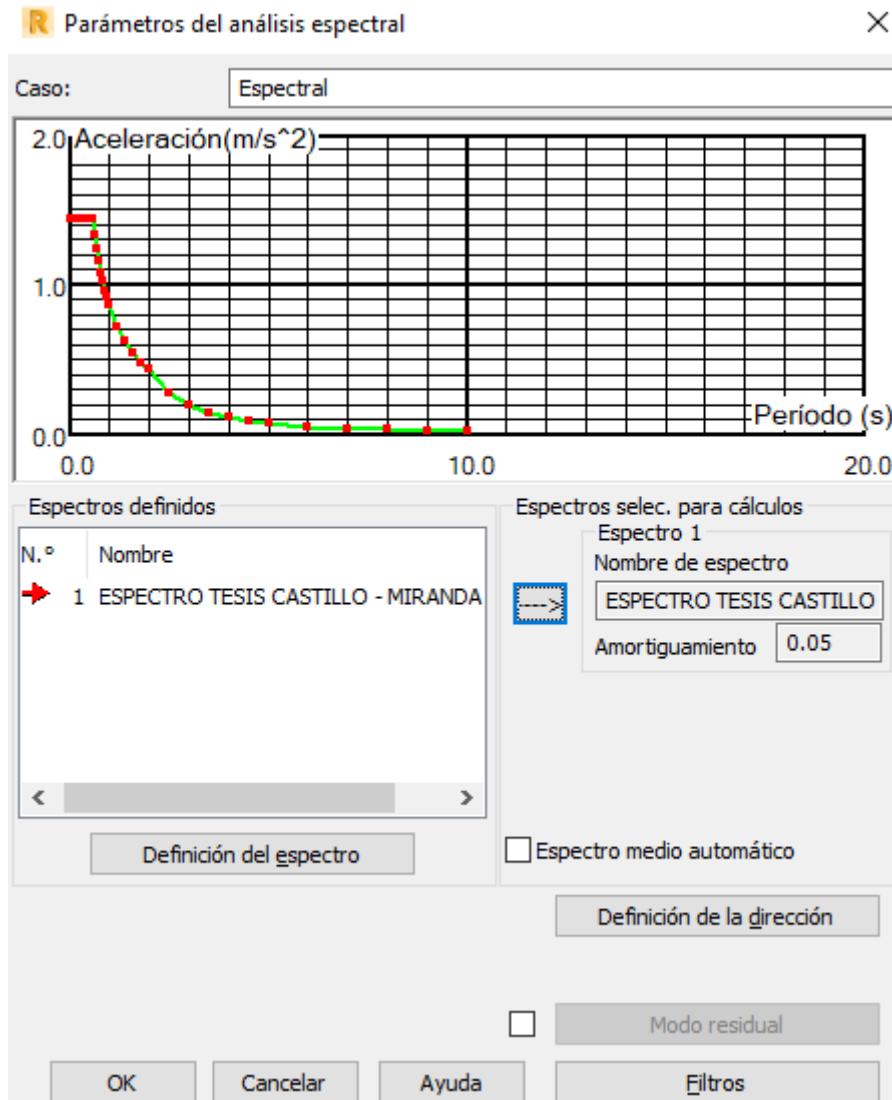 R Parámetros del análisis espectral
Caso: Espectral
2.0 Aceleración(m/s^2)
1.0
Período (s)
0.0
0.0 10.0 20.0
Espectros definidos
N.º Nombre
1 ESPECTRO TESIS CASTILLO - MIRANDA
Definición del espectro
Espectros selec. para cálculos
Espectro 1
Nombre de espectro
---->
ESPECTRO TESIS CASTILLO
Amortiguamiento 0.05
Espectro medio automático
Definición de la dirección
Modo residual
OK Cancelar Ayuda Filtros